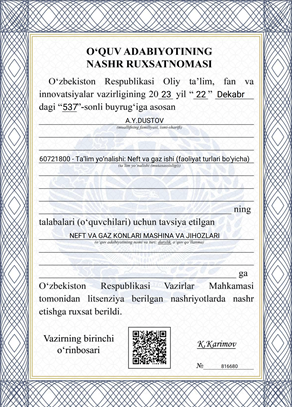 O‘QUV ADABIYOTINING
NASHR RUXSATNOMASI
O‘zbekiston Respublikasi Oliy ta’lim, fan va
innovatsiyalar vazirligining 20 23 yil “ 22 ” Dekabr
dagi “537”-sonli buyrug‘iga asosan
A.Y.DUSTOV
(muallifning familiyasi, ismi-sharifi)
60721800 - Ta’lim yo‘nalishi: Neft va gaz ishi (faoliyat turlari bo‘yicha)
(ta’lim yo‘nalishi (mutaxassisligi))
ning
talabalari (o‘quvchilari) uchun tavsiya etilgan
NEFT VA GAZ KONLARI MASHINA VA JIHOZLARI
(o‘quv adabiyotining nomi va turi: darslik, o‘quv qo‘llanma)
ga
O‘zbekiston Respublikasi Vazirlar Mahkamasi
tomonidan litsenziya berilgan nashriyotlarda nashr
etishga ruxsat berildi.
Vazirning birinchi
o‘rinbosari
K.Karimov
№ 816680